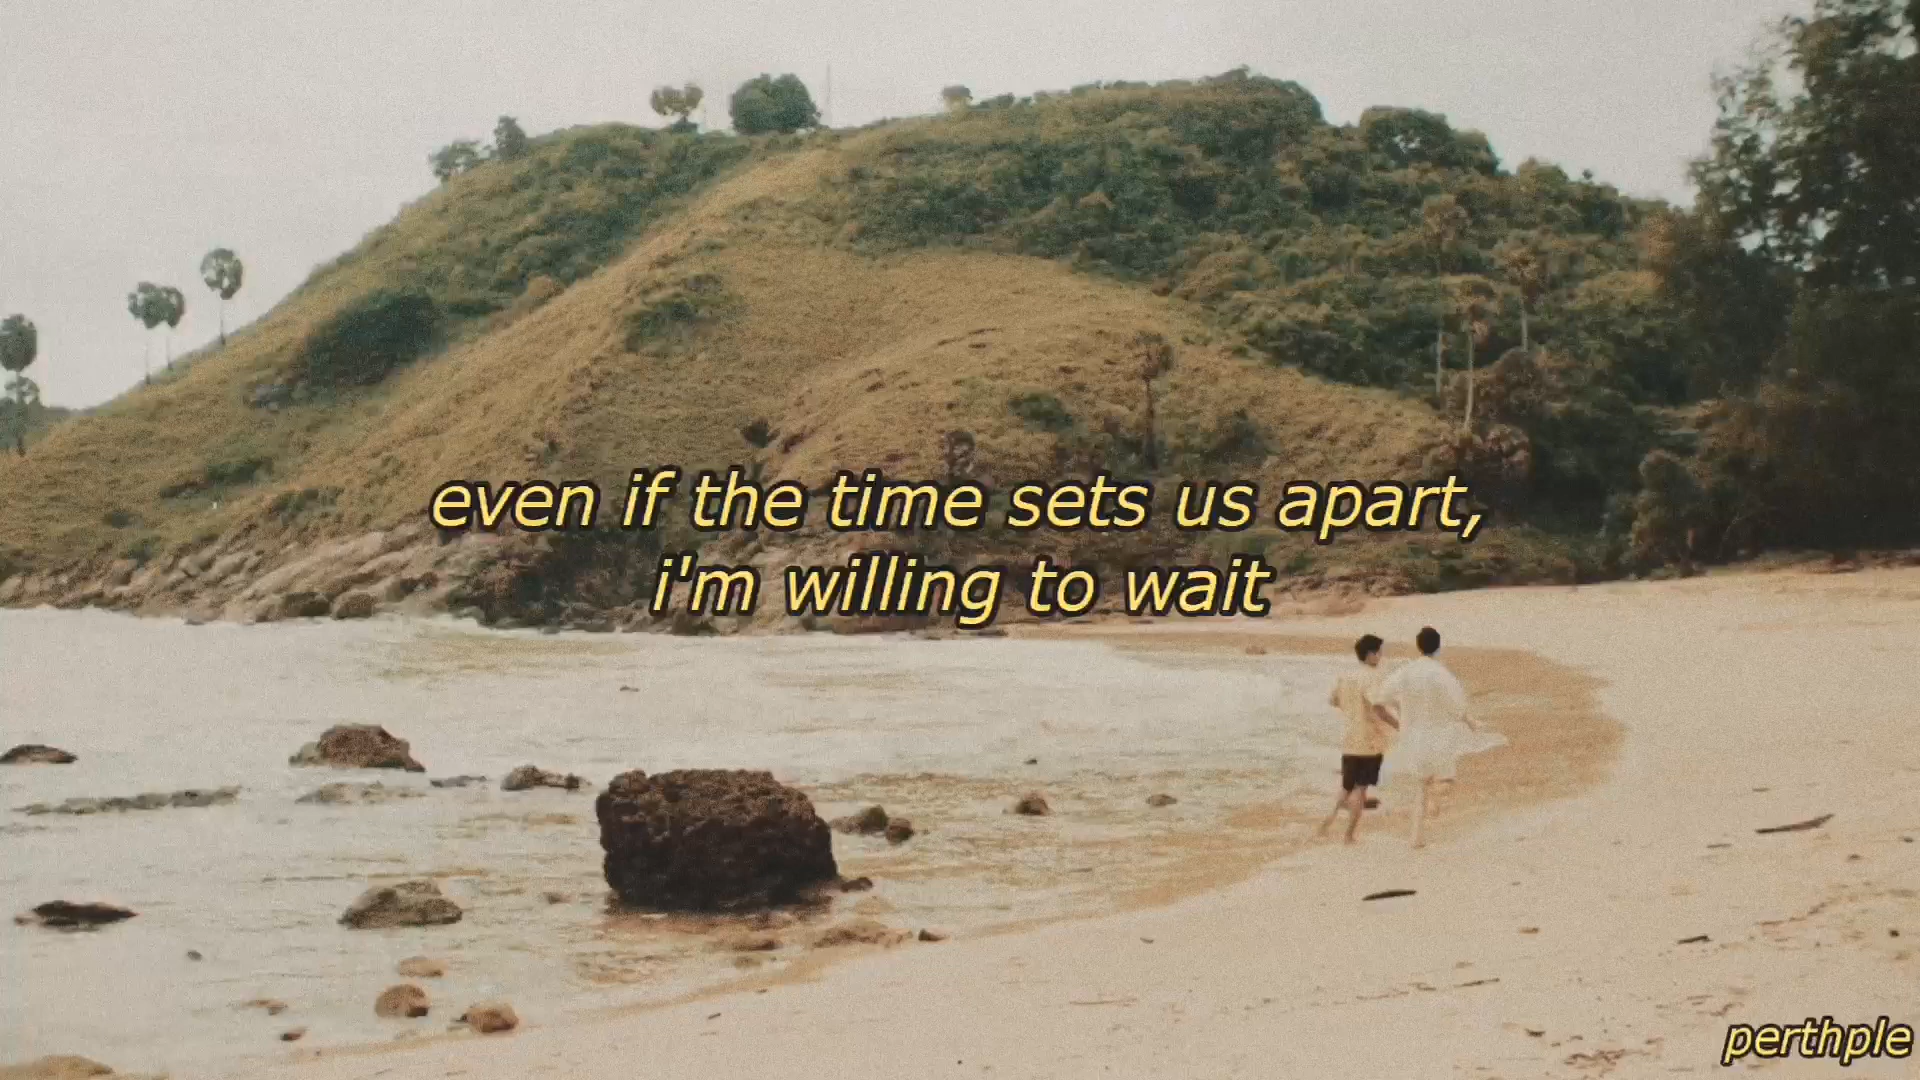 even if the time sets us apart,
i'm willing to wait
perthple